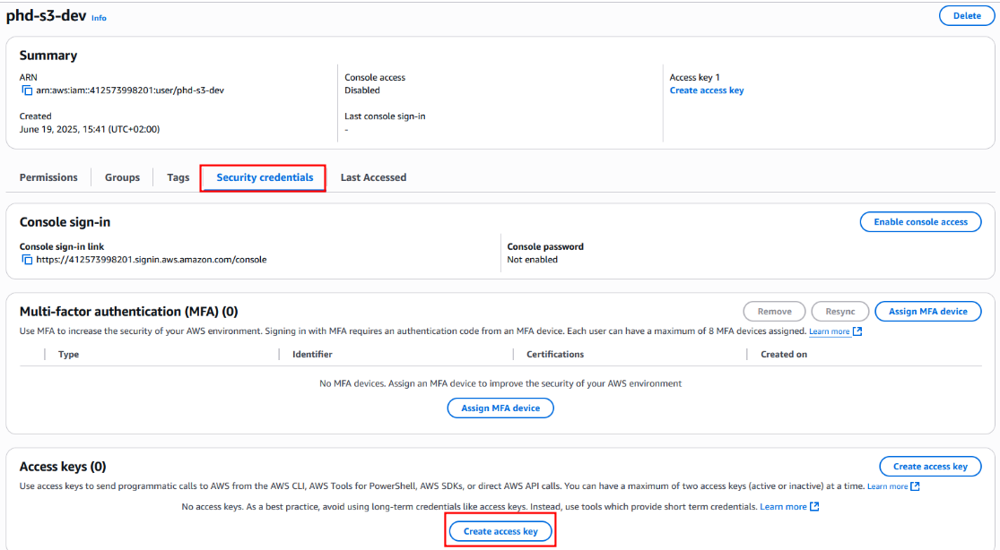 phd-s3-dev Info
Delete
Summary
ARN
arn:aws:iam::412573998201:user/phd-s3-dev
Created
June 19, 2025, 15:41 (UTC+02:00)
Console access
Disabled
Last console sign-in
-
Access key 1
Create access key
Permissions
Groups
Tags
Security credentials
Last Accessed
Console sign-in
Enable console access
Console sign-in link
https://412573998201.signin.aws.amazon.com/console
Console password
Not enabled
Multi-factor authentication (MFA) (0)
Remove
Resync
Assign MFA device
Use MFA to increase the security of your AWS environment. Signing in with MFA requires an authentication code from an MFA device. Each user can have a maximum of 8 MFA devices assigned. Learn more
Type
Identifier
Certifications
Created on
No MFA devices. Assign an MFA device to improve the security of your AWS environment
Assign MFA device
Access keys (0)
Create access key
Use access keys to send programmatic calls to AWS from the AWS CLI, AWS Tools for PowerShell, AWS SDKs, or direct AWS API calls. You can have a maximum of two access keys (active or inactive) at a time. Learn more
No access keys. As a best practice, avoid using long-term credentials like access keys. Instead, use tools which provide short term credentials. Learn more
Create access key